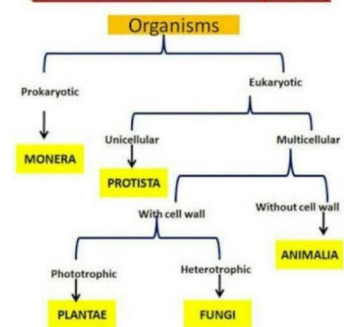 Organisms
Prokaryotic
Eukaryotic
MONERA
Unicellular
Multicellular
PROTISTA
With cell wall
Without cell wall
ANIMALIA
Phototrophic
Heterotrophic
PLANTAE
FUNGI